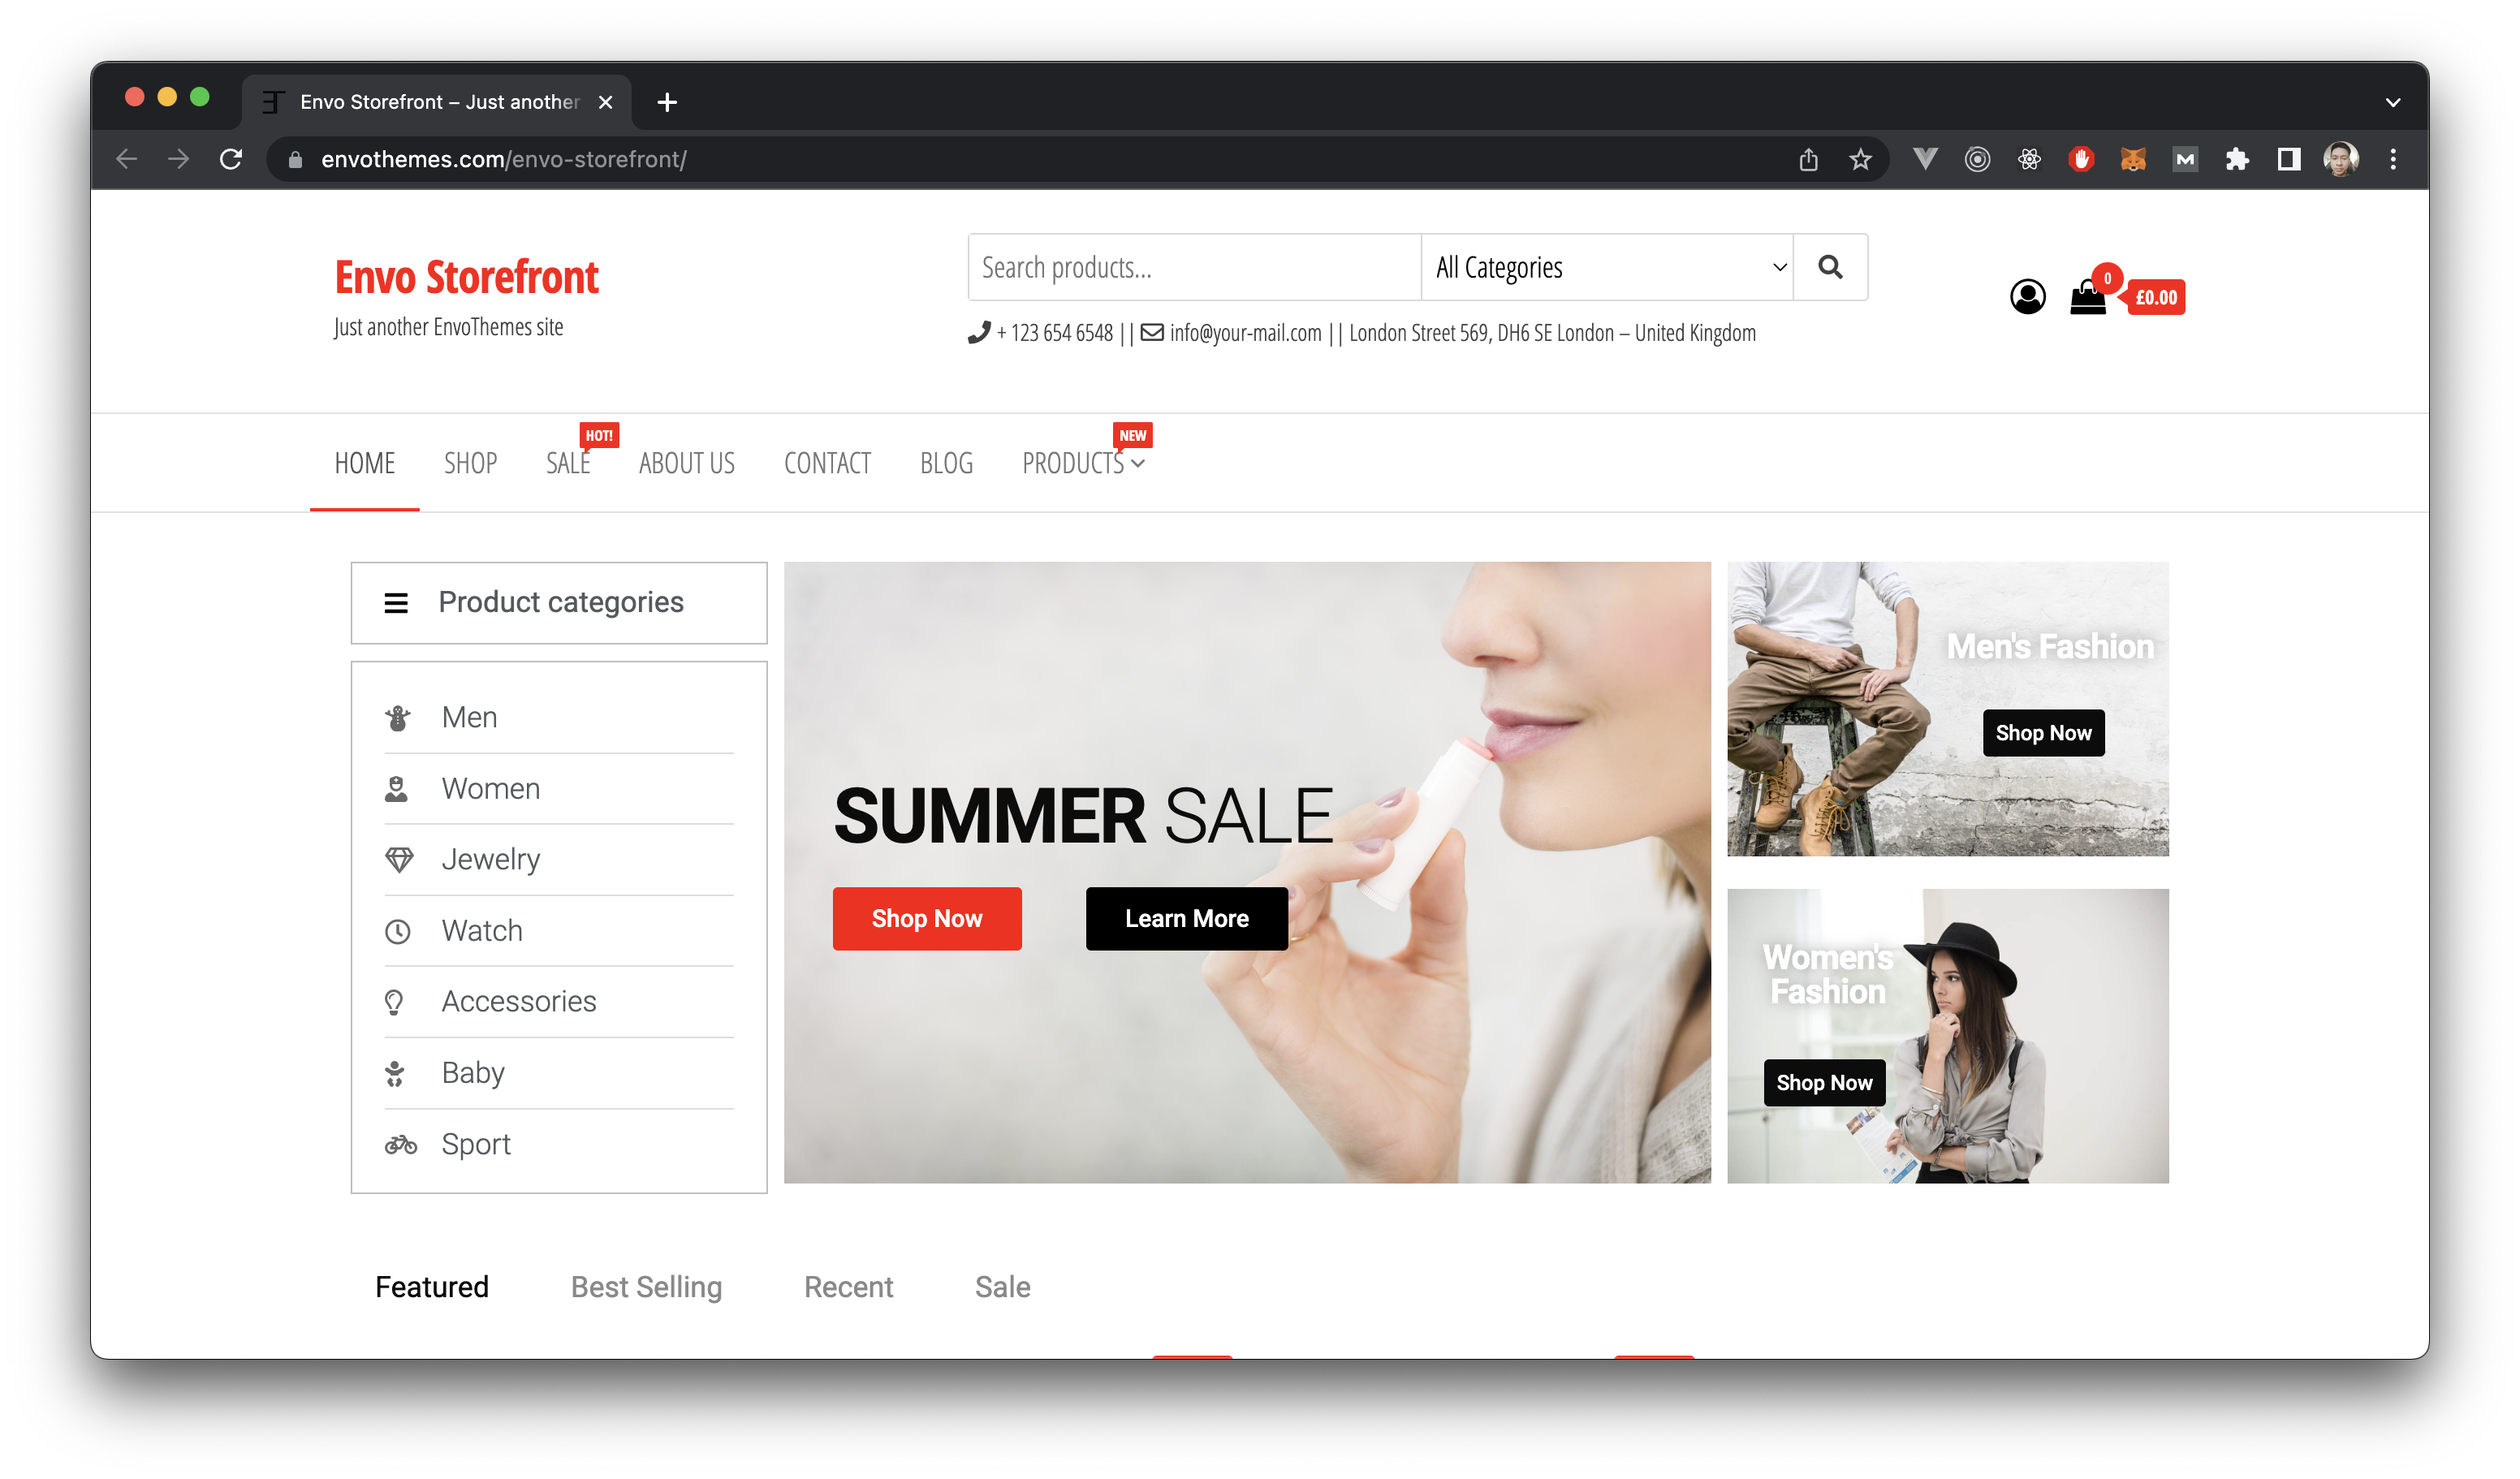 Envo Storefront – Just another
envothemes.com/envo-storefront/
Envo Storefront
Just another EnvoThemes site
Search products...
All Categories
+ 123 654 6548 || info@your-mail.com || London Street 569, DH6 SE London – United Kingdom
0
£0.00
HOME
SHOP
SALE
HOT!
ABOUT US
CONTACT
BLOG
PRODUCTS
NEW
Product categories
Men
Women
Jewelry
Watch
Accessories
Baby
Sport
SUMMER SALE
Shop Now
Learn More
Men's Fashion
Shop Now
Women's
Fashion
Shop Now
Featured
Best Selling
Recent
Sale